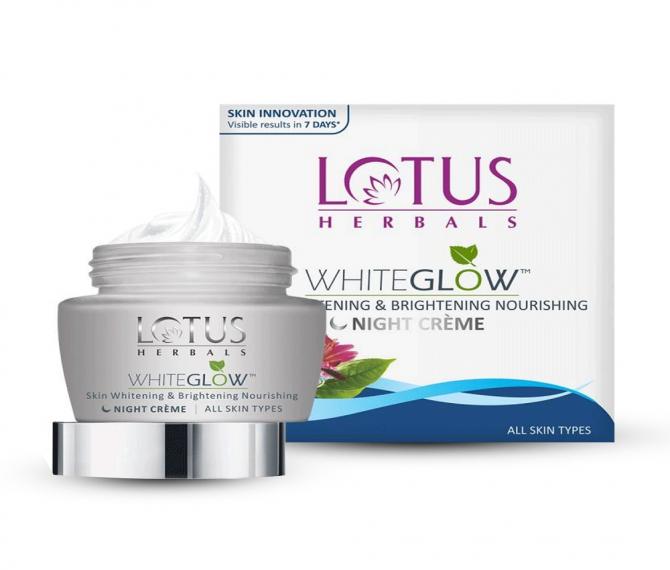 SKIN INNOVATION
Visible results in 7 DAYS*
LOTUS
HERBALS
WHITEGLOW™
TENING & BRIGHTENING NOURISHING
NIGHT CRÈME
ALL SKIN TYPES
LOTUS
HERBALS
WHITEGLOW™
Skin Whitening & Brightening Nourishing
NIGHT CRÈME | ALL SKIN TYPES